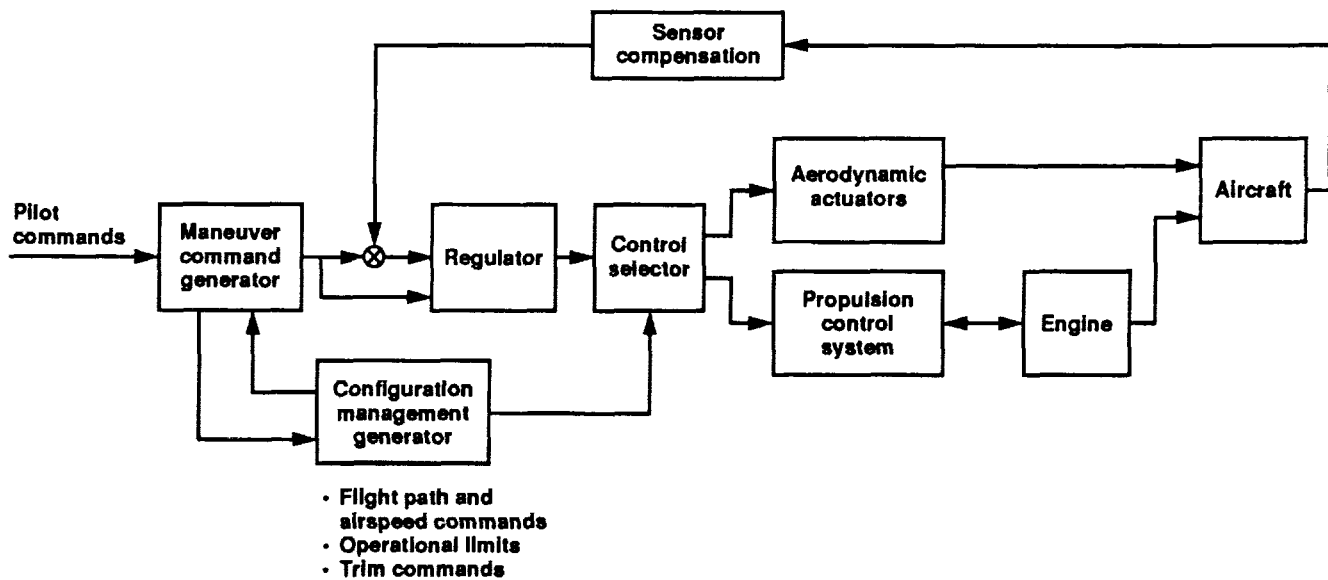 Sensor
compensation
Pilot
commands
Maneuver
command
generator
Regulator
Control
selector
Aerodynamic
actuators
Aircraft
Propulsion
control
system
Engine
Configuration
management
generator
• Flight path and
airspeed commands
• Operational limits
• Trim commands